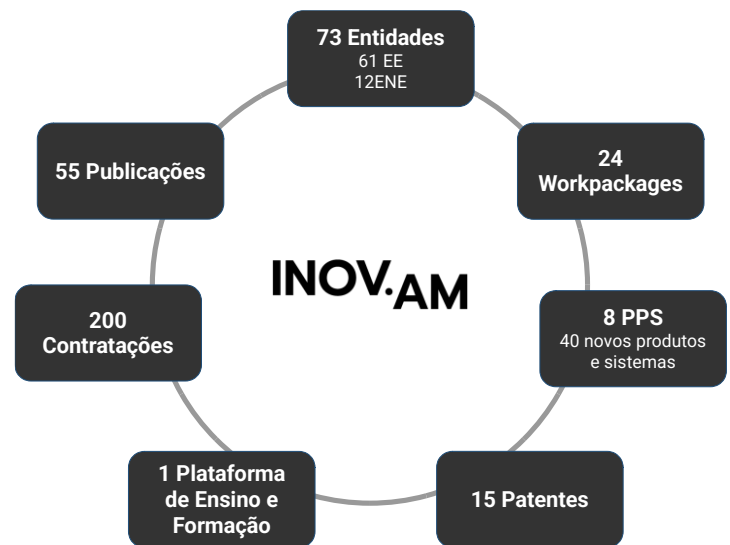 73 Entidades
61 EE
12ENE
24
Workpackages
8 PPS
40 novos produtos
e sistemas
15 Patentes
1 Plataforma
de Ensino e
Formação
200
Contratações
55 Publicações
INOV.AM